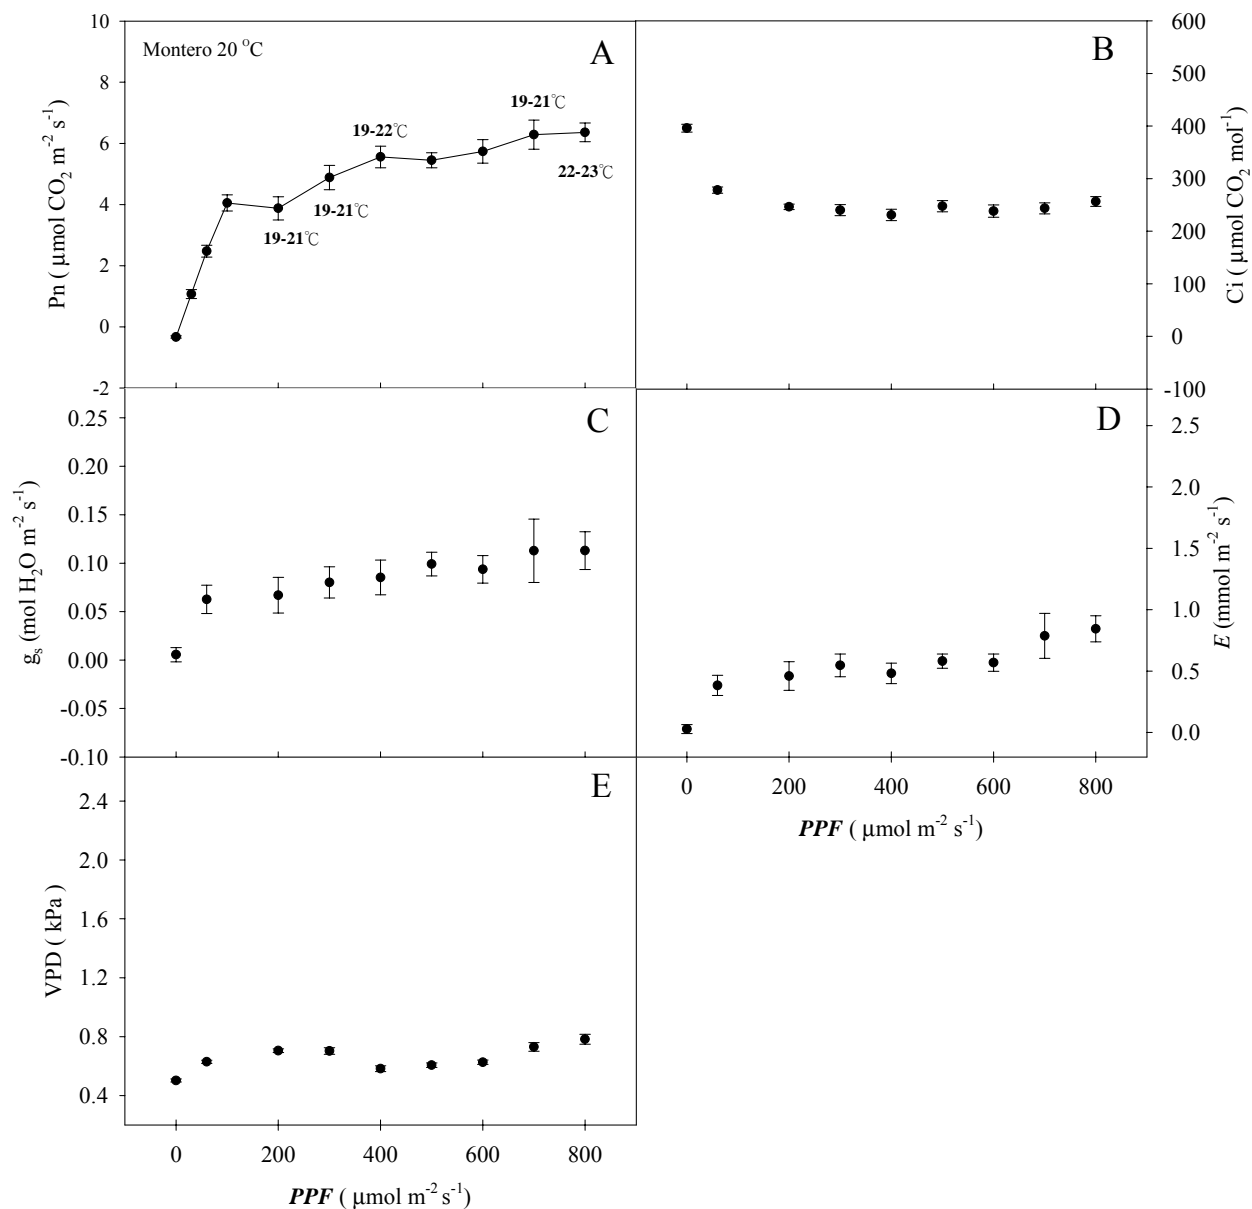 10
8
6
4
2
0
-2
Pn ( μmol CO2 m-2 s-1)
Montero 20 oC
A
19-21℃
19-22℃
22-23℃
19-21℃
19-21℃
B
600
500
400
300
200
100
0
-100
Ci ( μmol CO2 mol-1)
0.25
0.20
0.15
0.10
0.05
0.00
-0.05
-0.10
gs (mol H2O m-2 s-1)
C
D
2.5
2.0
1.5
1.0
0.5
0.0
E (mmol m-2 s-1)
0 200 400 600 800
PPF ( μmol m-2 s-1)
2.4
2.0
1.6
1.2
0.8
0.4
VPD ( kPa )
E
0 200 400 600 800
PPF ( μmol m-2 s-1)